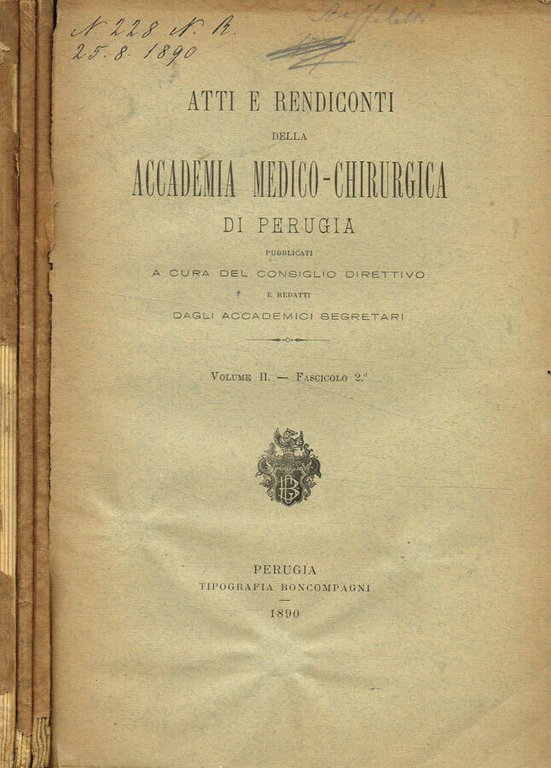 N 228 N. R.
25. 8. 1890
ATTI E RENDICONTI
DELLA
ACCADEMIA MEDICO-CHIRURGICA
DI PERUGIA
PUBBLICATI
A CURA DEL CONSIGLIO DIRETTIVO
E REDATTI
DAGLI ACCADEMICI SEGRETARI
VOLUME II. — FASCICOLO 2.°
PERUGIA
TIPOGRAFIA BONCOMPAGNI
1890